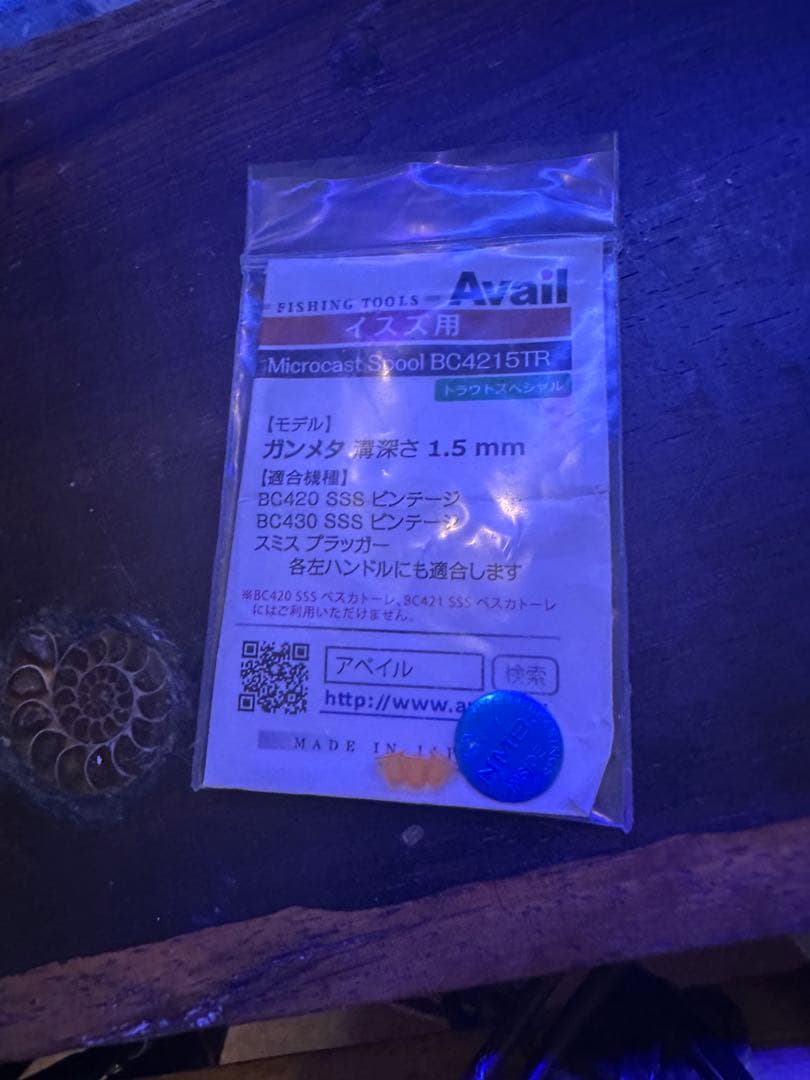 FISHING TOOLS Avail
イスズ用
Microcast Spool BC4215TR
トラウトスペシャル
【モデル】
ガンメタ 溝深さ 1.5 mm
【適合機種】
BC420 SSS ビンテージ
BC430 SSS ビンテージ
スミス プラッガー
各左ハンドルにも適合します
※BC420 SSS ペスカトーレ、BC421 SSS ペスカトーレ
にはご利用いただけません。
アベイル 検索
http://www.a
MADE IN
NMB
INSIDE